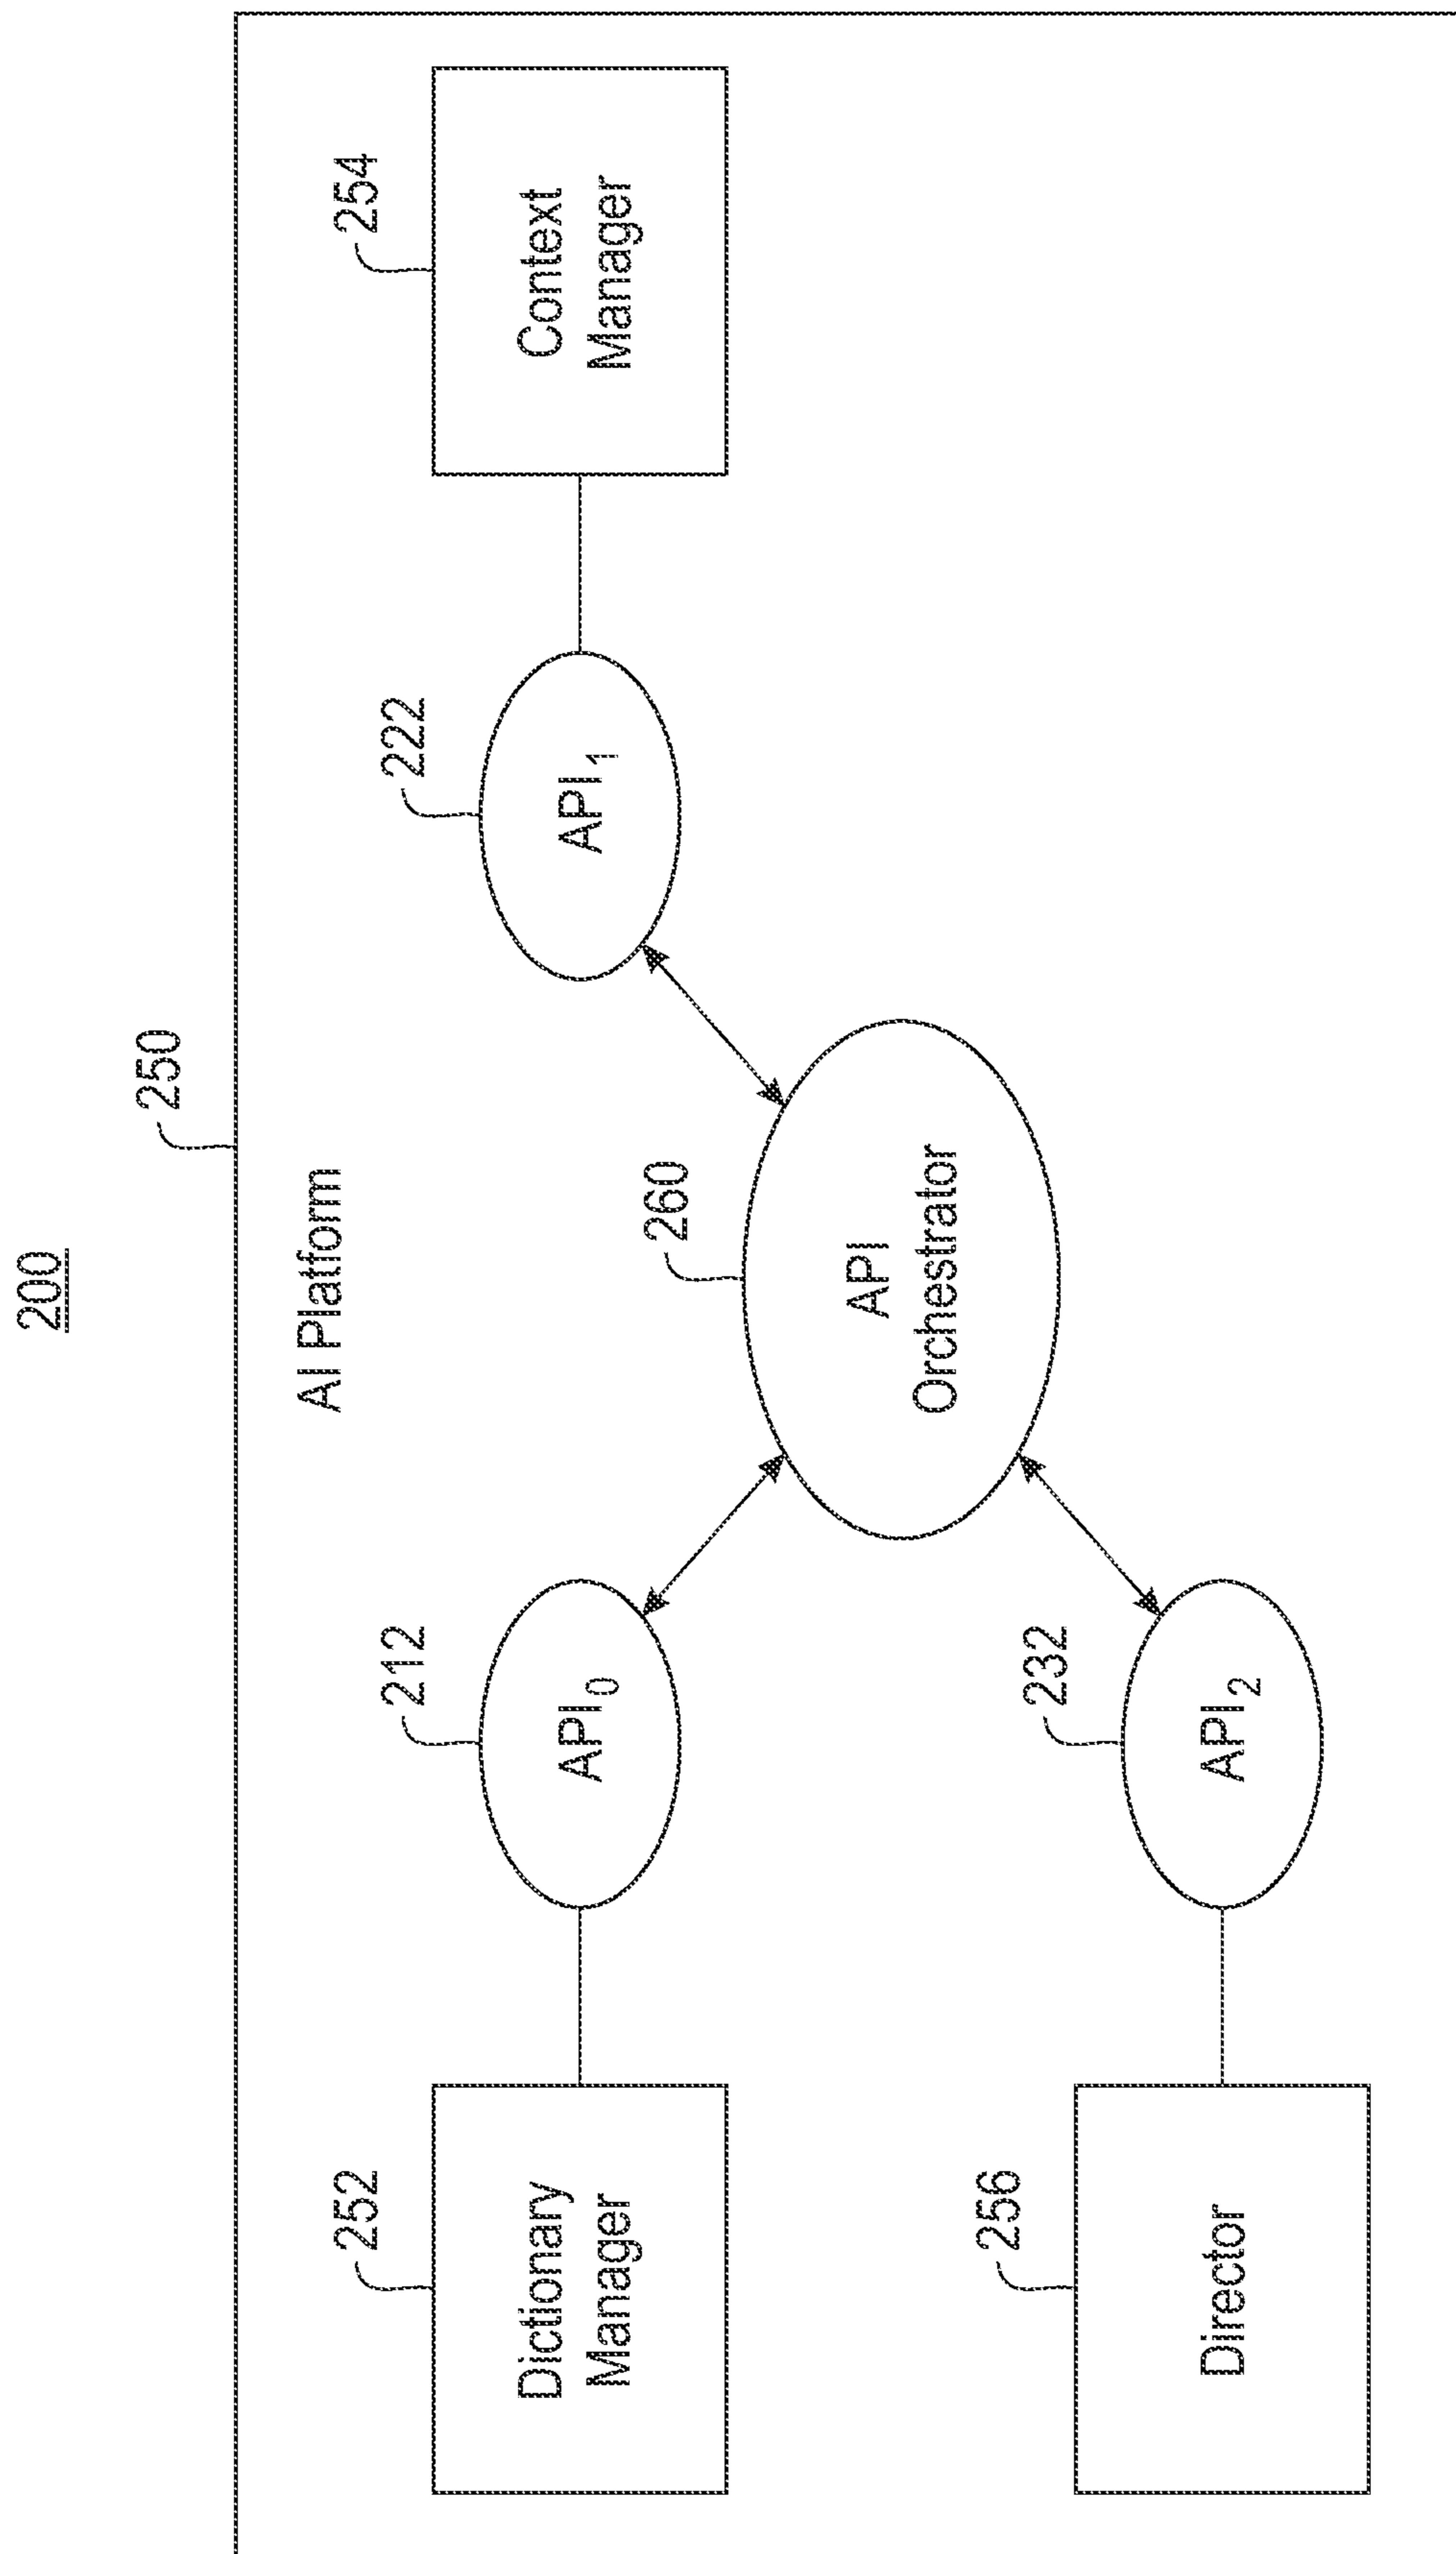 200
250
AI Platform
252
Dictionary
Manager
212
API0
222
API1
254
Context
Manager
260
API
Orchestrator
256
Director
232
API2